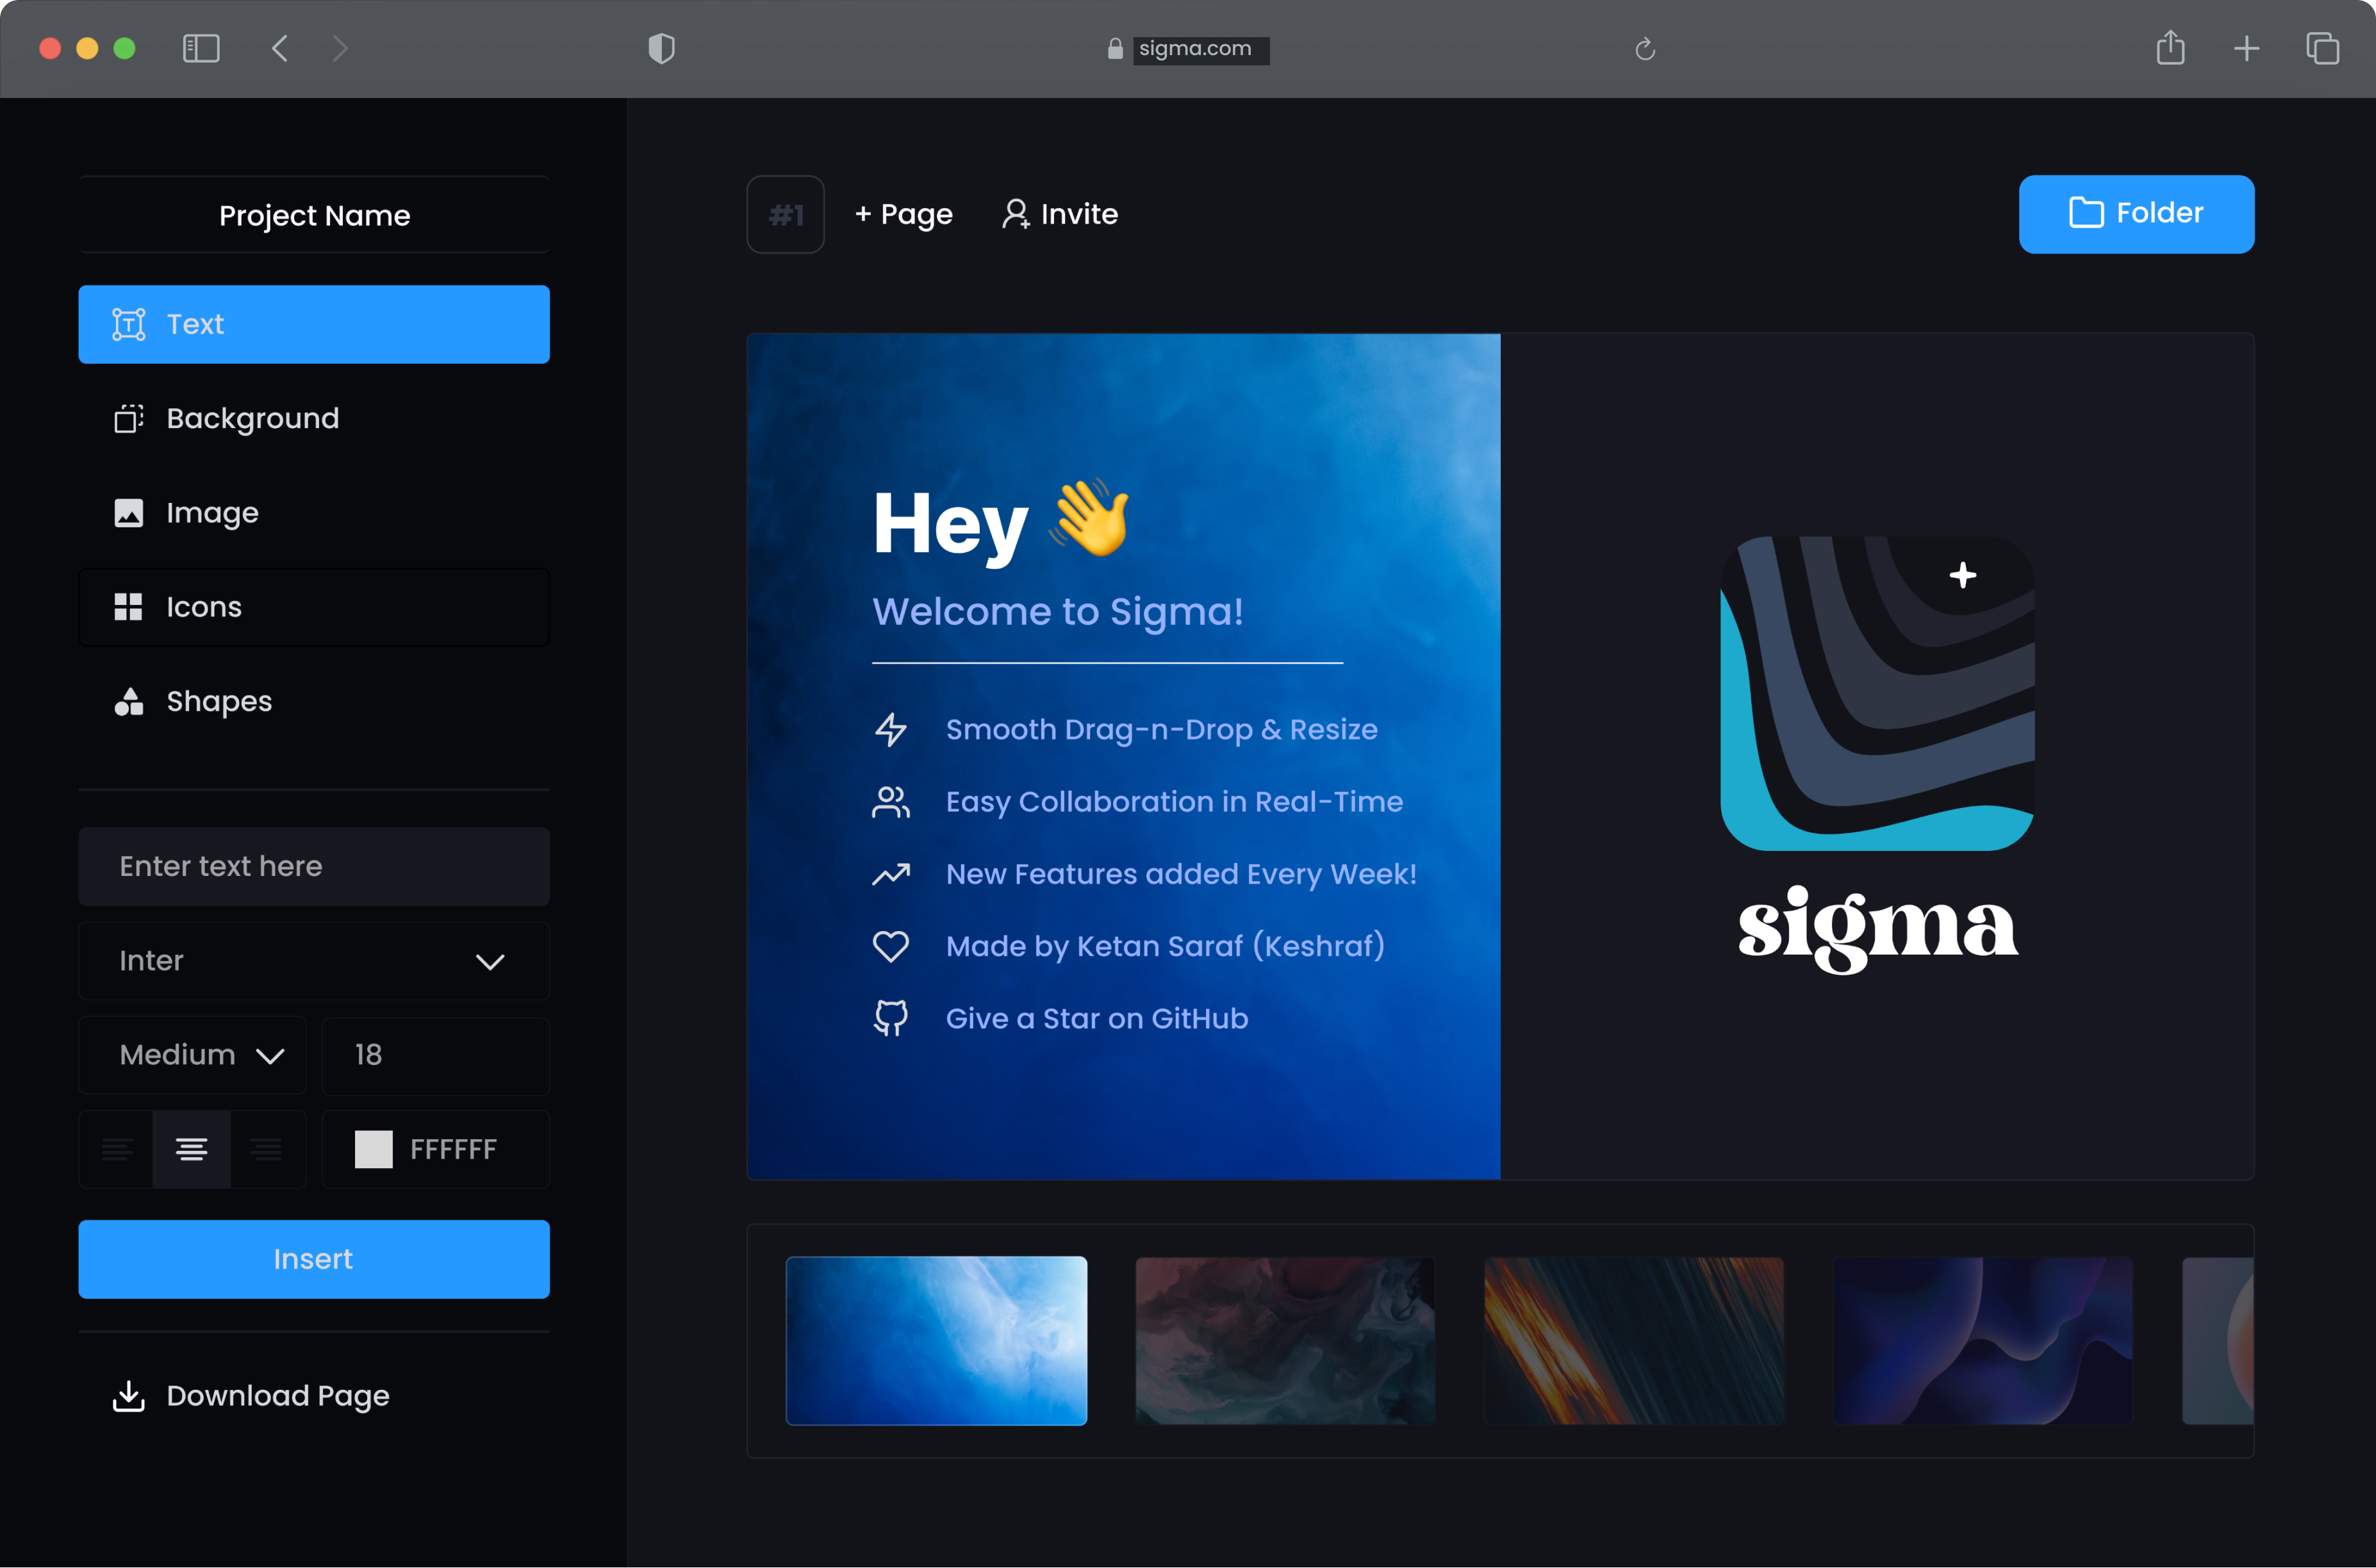 sigma.com
Project Name
#1
+ Page
Invite
Folder
Text
Background
Image
Icons
Shapes
Enter text here
Inter
Medium
18
FFFFFF
Insert
Download Page
Hey 👋
Welcome to Sigma!
Smooth Drag-n-Drop & Resize
Easy Collaboration in Real-Time
New Features added Every Week!
Made by Ketan Saraf (Keshraf)
Give a Star on GitHub
sigma